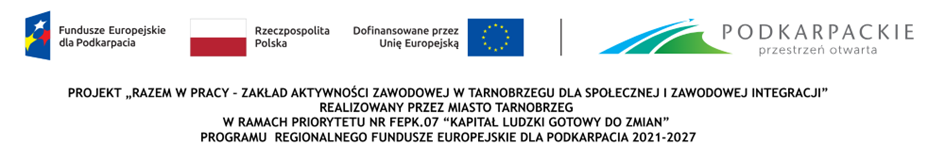 Fundusze Europejskie
dla Podkarpacia
Rzeczpospolita
Polska
Dofinansowane przez
Unię Europejską
PODKARPACKIE
przestrzeń otwarta
PROJEKT „RAZEM W PRACY - ZAKŁAD AKTYWNOŚCI ZAWODOWEJ W TARNOBRZEGU DLA SPOŁECZNEJ I ZAWODOWEJ INTEGRACJI”
REALIZOWANY PRZEZ MIASTO TARNOBRZEG
W RAMACH PRIORYTETU NR FEPK.07 “KAPITAŁ LUDZKI GOTOWY DO ZMIAN”
PROGRAMU REGIONALNEGO FUNDUSZE EUROPEJSKIE DLA PODKARPACIA 2021-2027